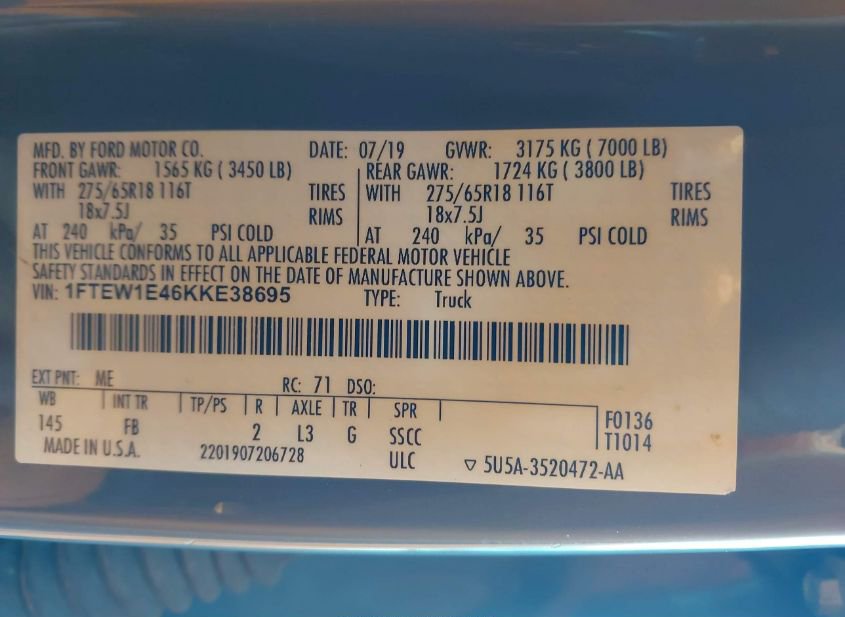 MFD. BY FORD MOTOR CO. DATE: 07/19 GVWR: 3175 KG ( 7000 LB)
FRONT GAWR: 1565 KG ( 3450 LB) REAR GAWR: 1724 KG ( 3800 LB)
WITH 275/65R18 116T TIRES WITH 275/65R18 116T TIRES
18x7.5J RIMS 18x7.5J RIMS
AT 240 kPa/ 35 PSI COLD AT 240 kPa/ 35 PSI COLD
THIS VEHICLE CONFORMS TO ALL APPLICABLE FEDERAL MOTOR VEHICLE
SAFETY STANDARDS IN EFFECT ON THE DATE OF MANUFACTURE SHOWN ABOVE.
VIN: 1FTEW1E46KKE38695 TYPE: Truck
EXT PNT: ME RC: 71 DSO:
WB INT TR TP/PS R AXLE TR SPR F0136
145 FB 2 L3 G SSCC T1014
MADE IN U.S.A. 2201907206728 ULC ▽ 5U5A-3520472-AA